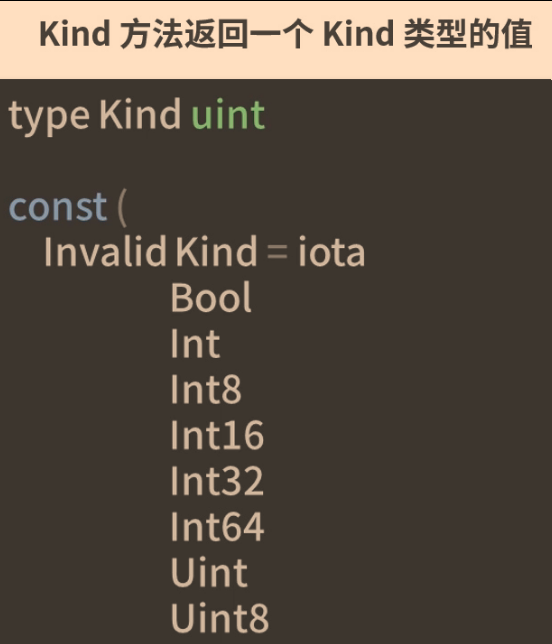 Kind 方法返回一个 Kind 类型的值
type Kind uint
const (
Invalid Kind = iota
Bool
Int
Int8
Int16
Int32
Int64
Uint
Uint8